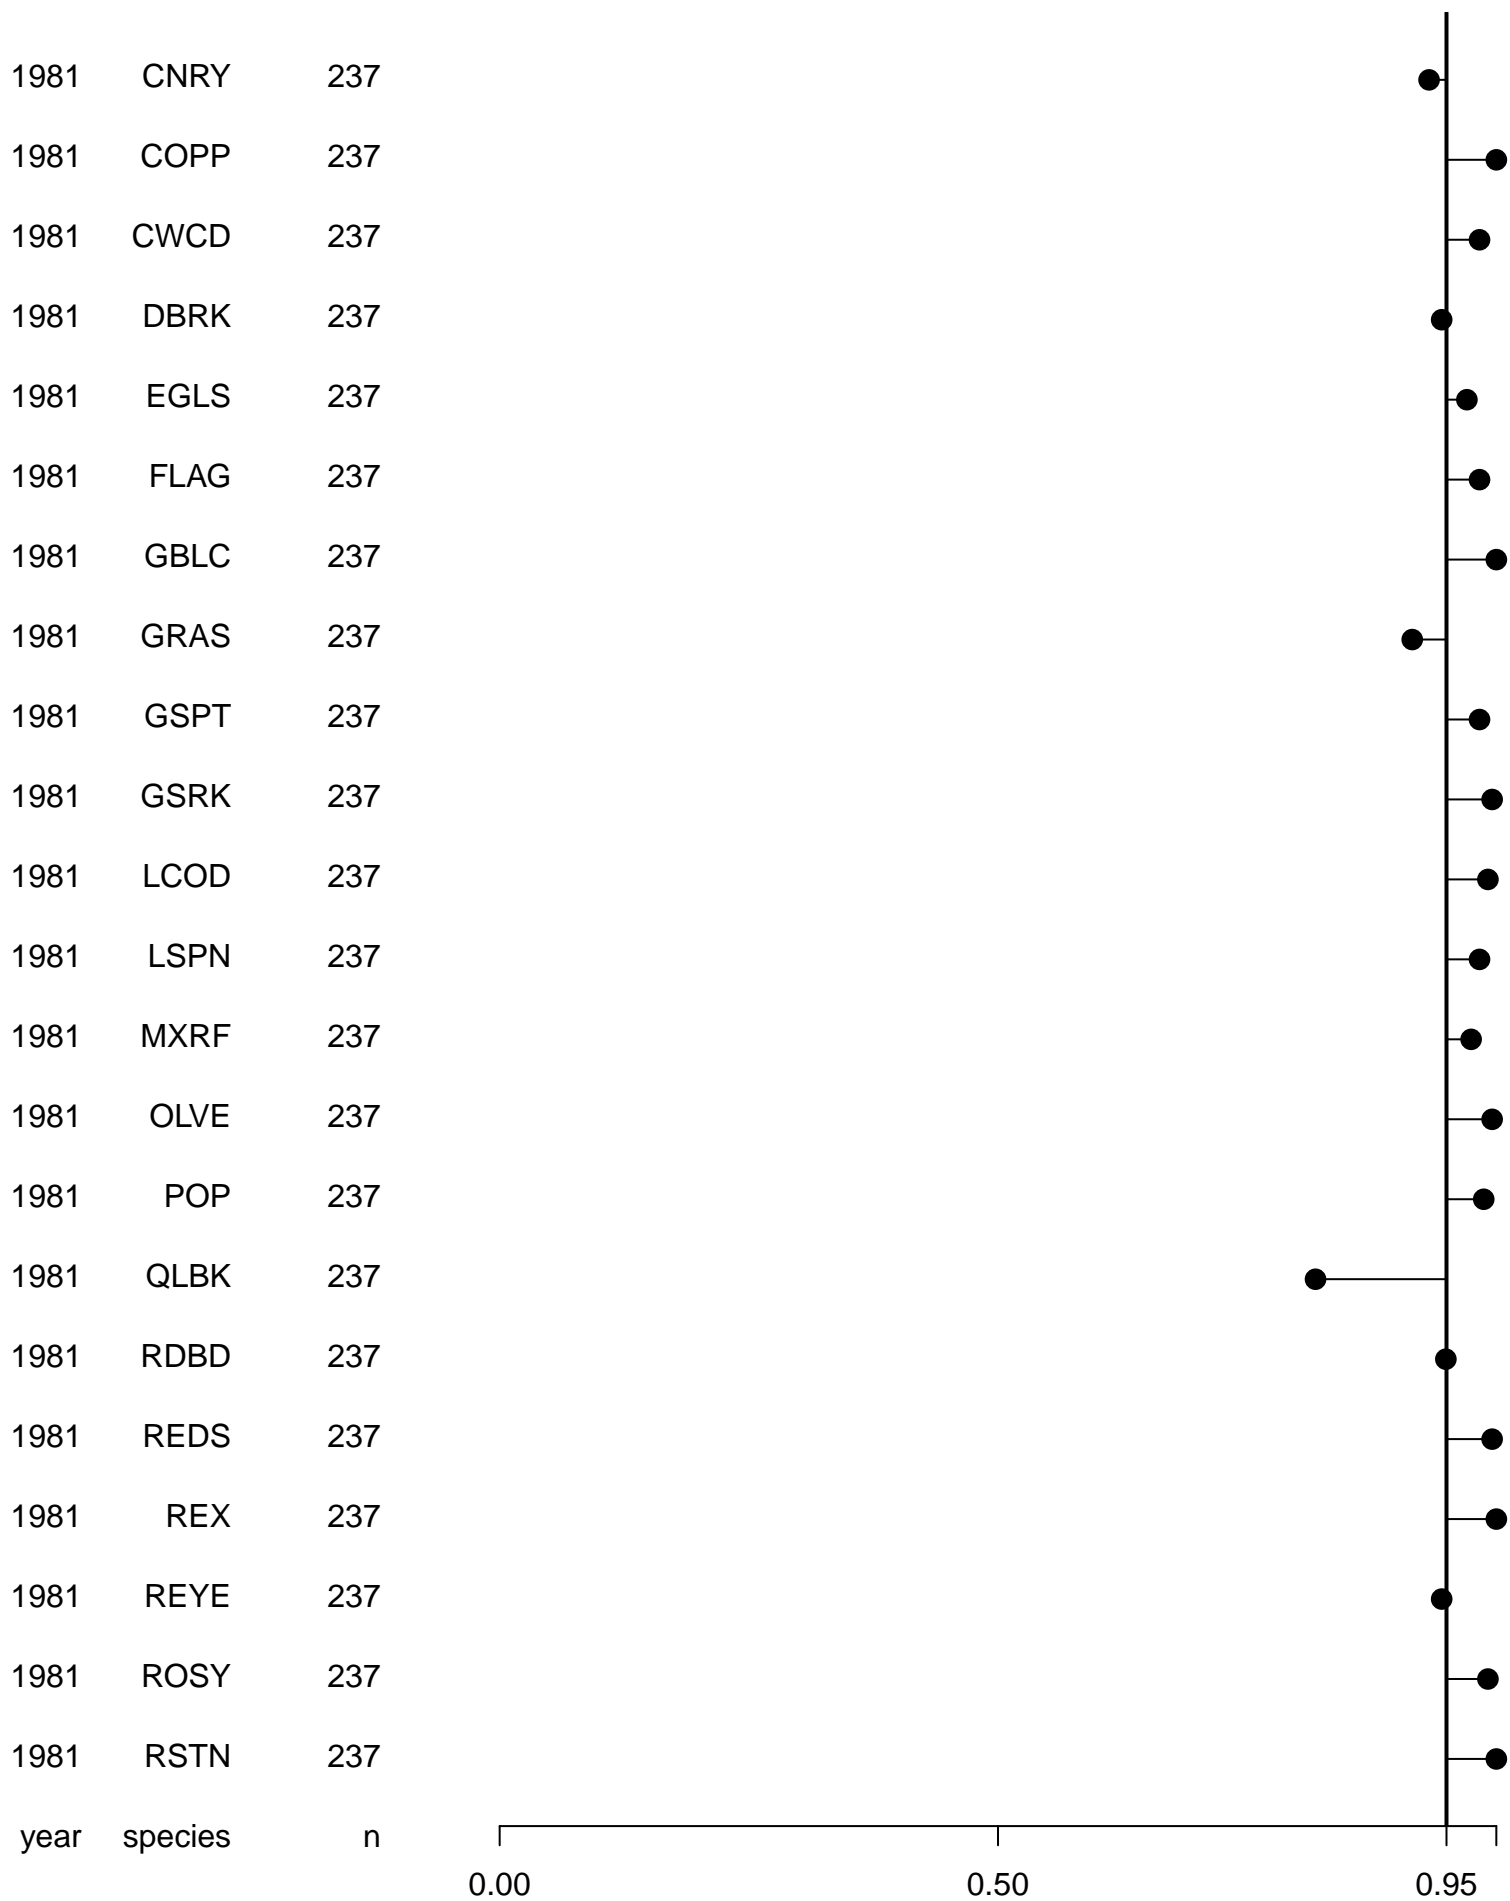 1981 CNRY 237
1981 COPP 237
1981 CWCD 237
1981 DBRK 237
1981 EGLS 237
1981 FLAG 237
1981 GBLC 237
1981 GRAS 237
1981 GSPT 237
1981 GSRK 237
1981 LCOD 237
1981 LSPN 237
1981 MXRF 237
1981 OLVE 237
1981 POP 237
1981 QLBK 237
1981 RDBD 237
1981 REDS 237
1981 REX 237
1981 REYE 237
1981 ROSY 237
1981 RSTN 237
year species n
0.00 0.50 0.95